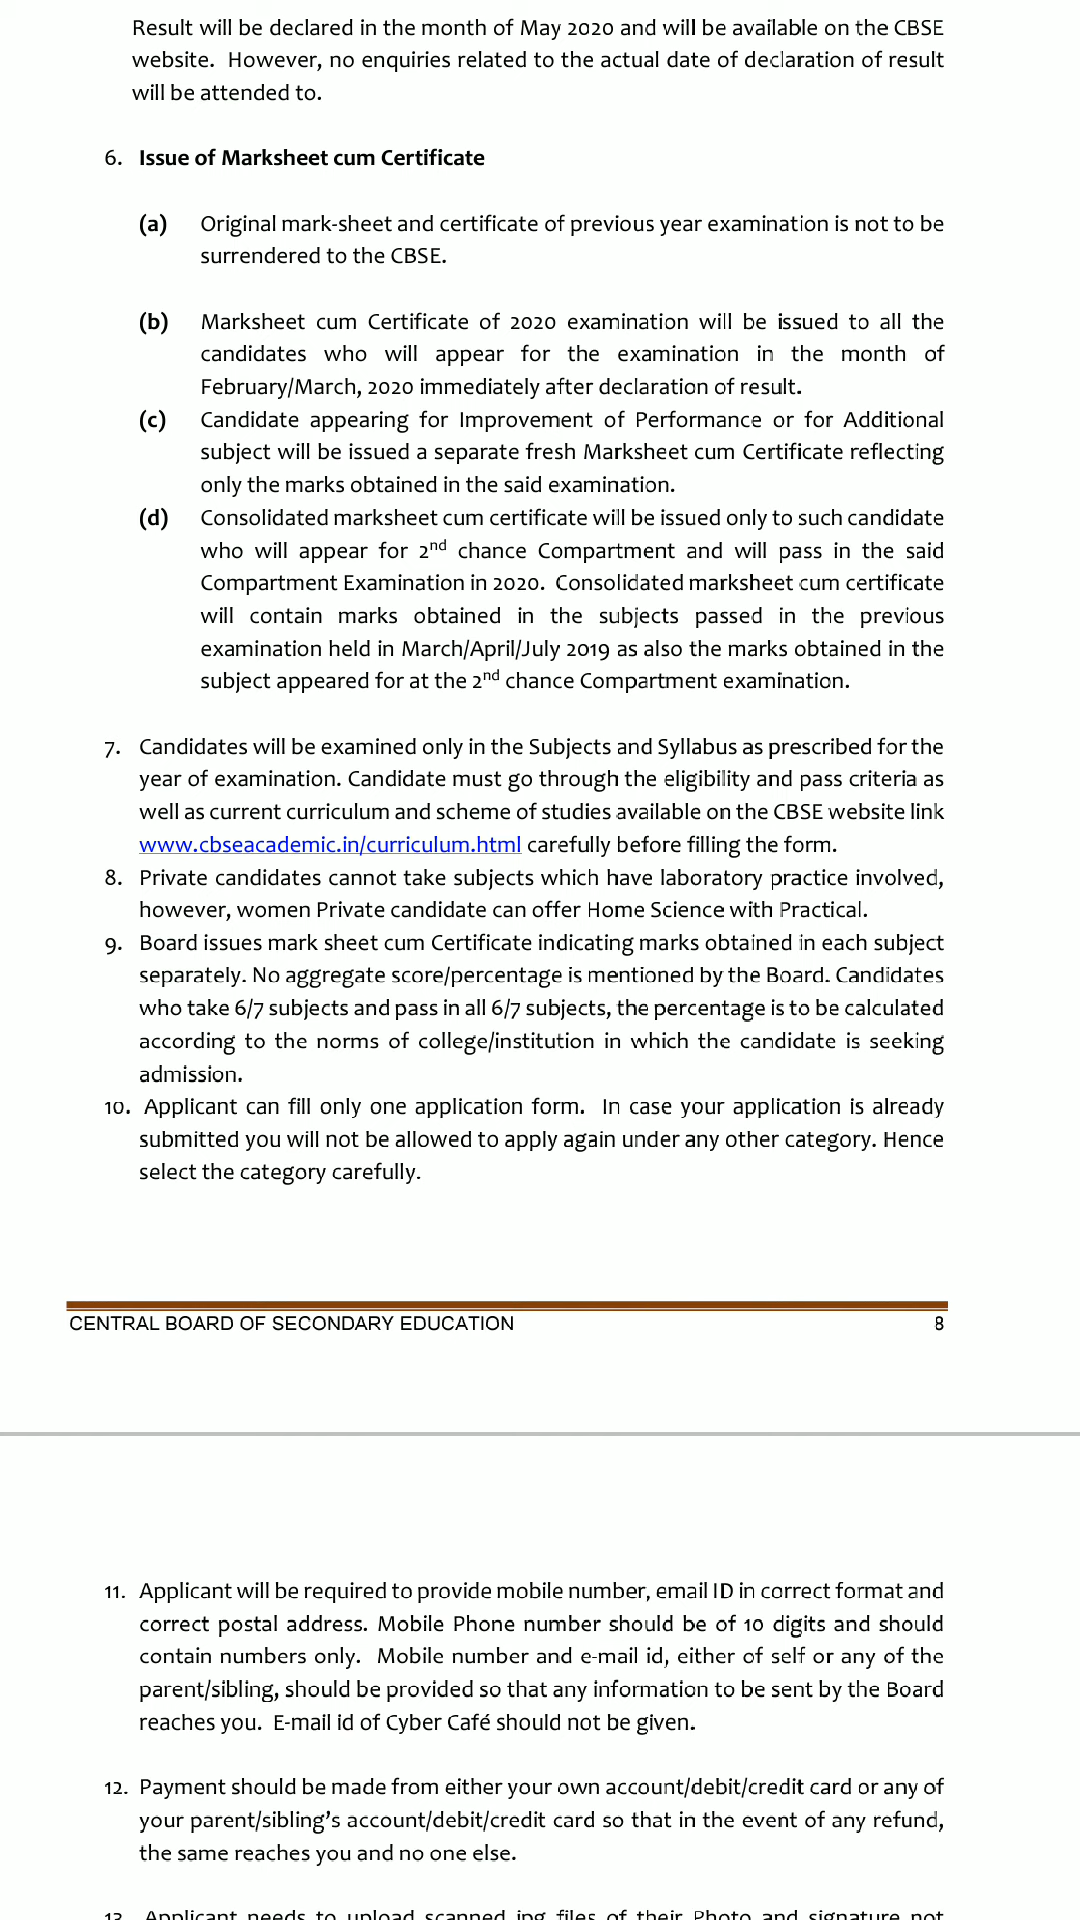 Result will be declared in the month of May 2020 and will be available on the CBSE
website. However, no enquiries related to the actual date of declaration of result
will be attended to.
6. Issue of Marksheet cum Certificate
(a) Original mark-sheet and certificate of previous year examination is not to be
surrendered to the CBSE.
(b) Marksheet cum Certificate of 2020 examination will be issued to all the
candidates who will appear for the examination in the month of
February/March, 2020 immediately after declaration of result.
(c) Candidate appearing for Improvement of Performance or for Additional
subject will be issued a separate fresh Marksheet cum Certificate reflecting
only the marks obtained in the said examination.
(d) Consolidated marksheet cum certificate will be issued only to such candidate
who will appear for 2nd chance Compartment and will pass in the said
Compartment Examination in 2020. Consolidated marksheet cum certificate
will contain marks obtained in the subjects passed in the previous
examination held in March/April/July 2019 as also the marks obtained in the
subject appeared for at the 2nd chance Compartment examination.
7. Candidates will be examined only in the Subjects and Syllabus as prescribed for the
year of examination. Candidate must go through the eligibility and pass criteria as
well as current curriculum and scheme of studies available on the CBSE website link
www.cbseacademic.in/curriculum.html carefully before filling the form.
8. Private candidates cannot take subjects which have laboratory practice involved,
however, women Private candidate can offer Home Science with Practical.
9. Board issues mark sheet cum Certificate indicating marks obtained in each subject
separately. No aggregate score/percentage is mentioned by the Board. Candidates
who take 6/7 subjects and pass in all 6/7 subjects, the percentage is to be calculated
according to the norms of college/institution in which the candidate is seeking
admission.
10. Applicant can fill only one application form. In case your application is already
submitted you will not be allowed to apply again under any other category. Hence
select the category carefully.
CENTRAL BOARD OF SECONDARY EDUCATION 8
11. Applicant will be required to provide mobile number, email ID in correct format and
correct postal address. Mobile Phone number should be of 10 digits and should
contain numbers only. Mobile number and e-mail id, either of self or any of the
parent/sibling, should be provided so that any information to be sent by the Board
reaches you. E-mail id of Cyber Café should not be given.
12. Payment should be made from either your own account/debit/credit card or any of
your parent/sibling's account/debit/credit card so that in the event of any refund,
the same reaches you and no one else.
13. Applicant needs to upload scanned jpg files of their Photo and signature not